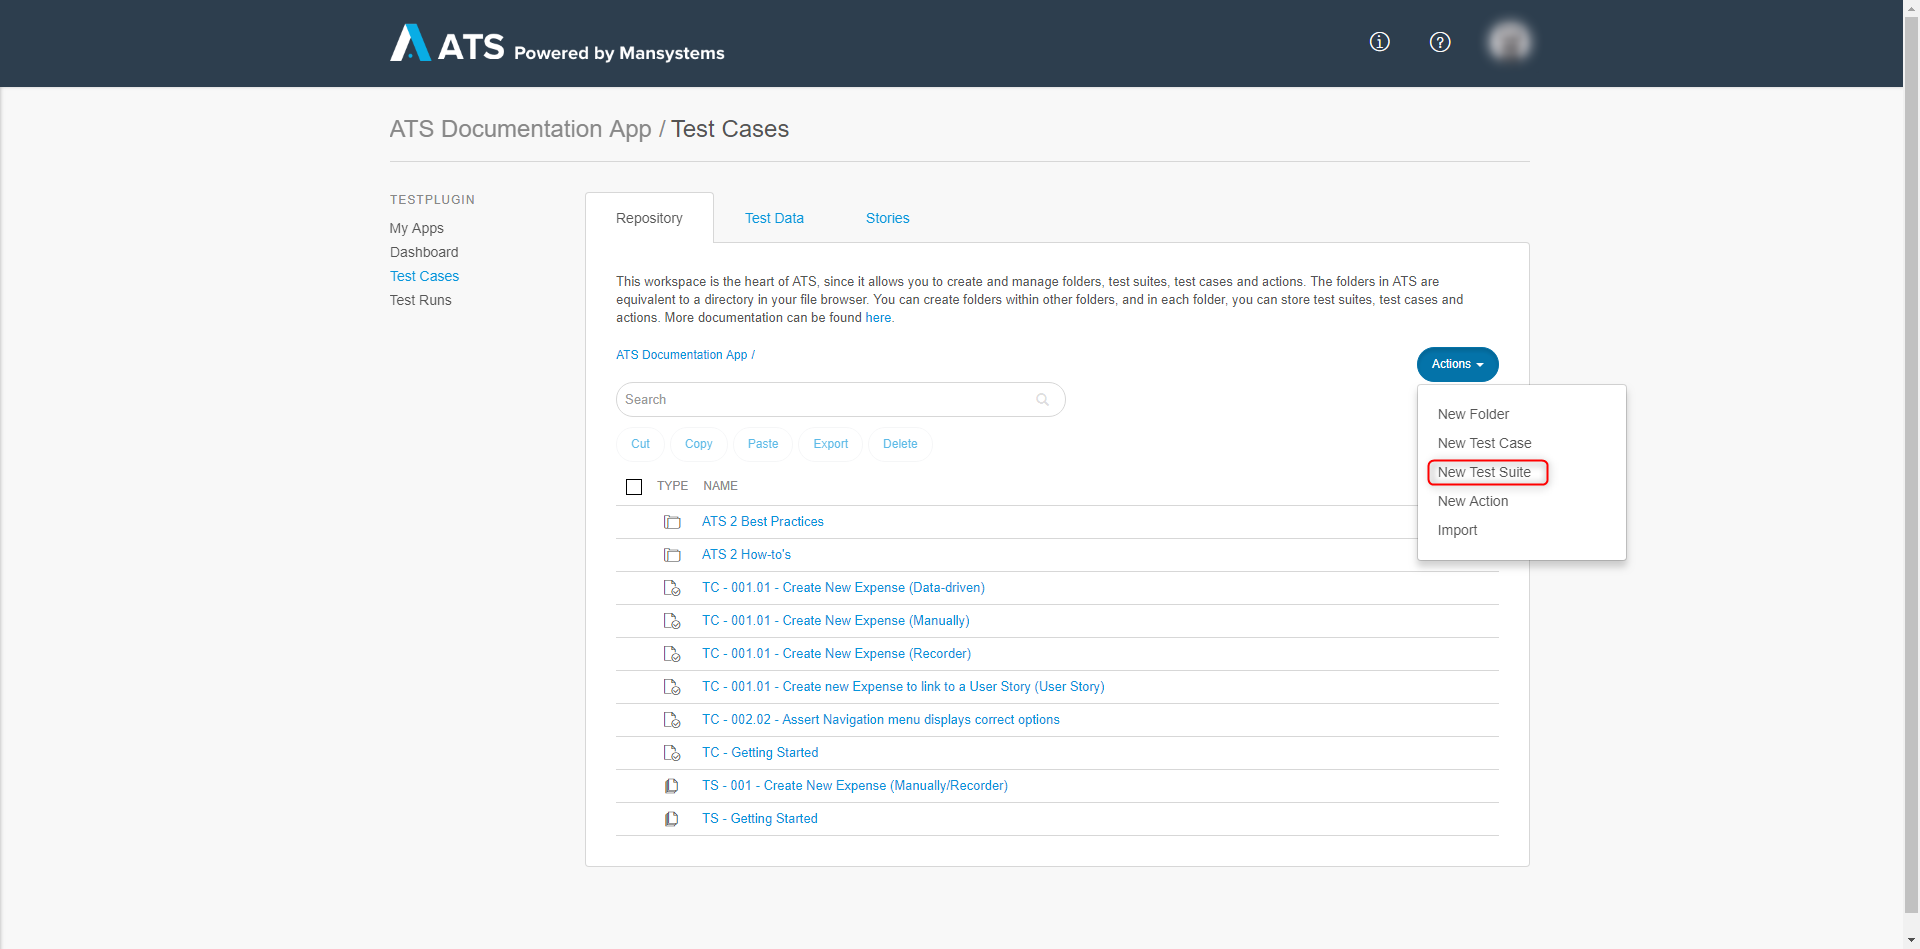 ATS Powered by Mansystems
ATS Documentation App / Test Cases
TESTPLUGIN
My Apps
Dashboard
Test Cases
Test Runs
Repository
Test Data
Stories
This workspace is the heart of ATS, since it allows you to create and manage folders, test suites, test cases and actions. The folders in ATS are
equivalent to a directory in your file browser. You can create folders within other folders, and in each folder, you can store test suites, test cases and
actions. More documentation can be found here.
ATS Documentation App /
Actions
Search
Cut
Copy
Paste
Export
Delete
New Folder
New Test Case
New Test Suite
New Action
Import
TYPE NAME
ATS 2 Best Practices
ATS 2 How-to's
TC - 001.01 - Create New Expense (Data-driven)
TC - 001.01 - Create New Expense (Manually)
TC - 001.01 - Create New Expense (Recorder)
TC - 001.01 - Create new Expense to link to a User Story (User Story)
TC - 002.02 - Assert Navigation menu displays correct options
TC - Getting Started
TS - 001 - Create New Expense (Manually/Recorder)
TS - Getting Started